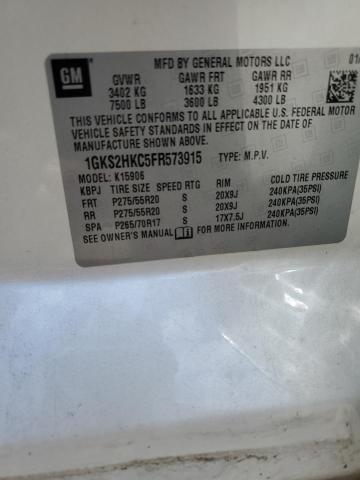 MFD BY GENERAL MOTORS LLC 01/
GM
GVWR GAWR FRT GAWR RR
3402 KG 1633 KG 1951 KG
7500 LB 3600 LB 4300 LB
THIS VEHICLE CONFORMS TO ALL APPLICABLE U.S. FEDERAL MOTOR
VEHICLE SAFETY AND THEFT PREVENTION STANDARDS IN EFFECT ON THE DATE OF
MANUFACTURE SHOWN ABOVE.
1GKS2HKC5FR573915 TYPE: M.P.V.
MODEL: K15906
KBPJ TIRE SIZE SPEED RTG RIM COLD TIRE PRESSURE
FRT P275/55R20 S 20X9J 240KPA(35PSI)
RR P275/55R20 S 20X9J 240KPA(35PSI)
SPA P265/70R17 S 17X7.5J 240KPA(35PSI)
SEE OWNER'S MANUAL FOR MORE INFORMATION